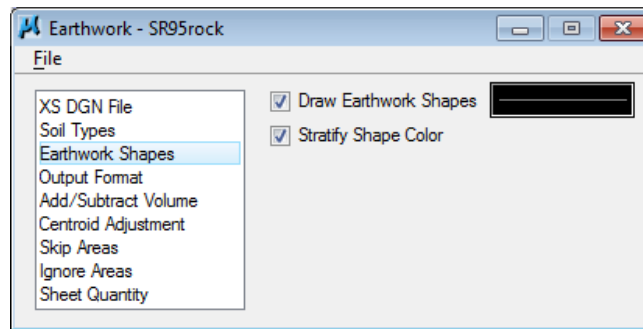 Earthwork - SR95rock
File
XS DGN File
Soil Types
Earthwork Shapes
Output Format
Add/Subtract Volume
Centroid Adjustment
Skip Areas
Ignore Areas
Sheet Quantity
Draw Earthwork Shapes
Stratify Shape Color